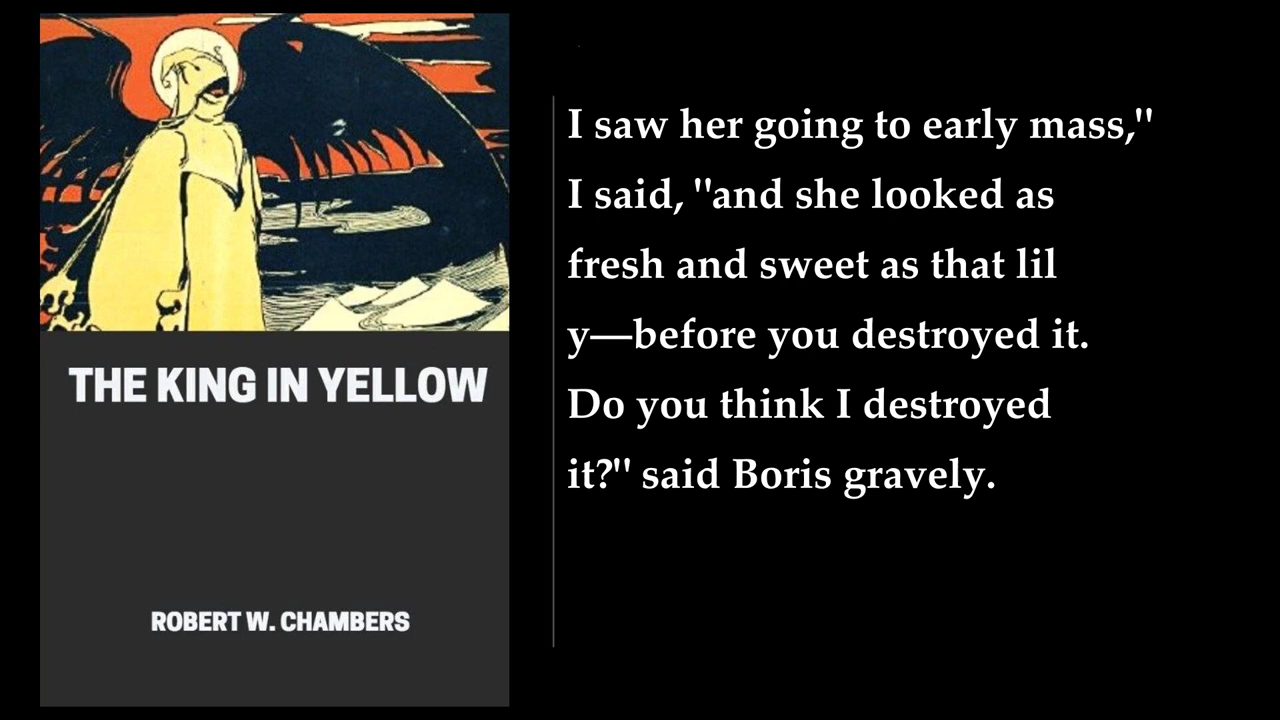 THE KING IN YELLOW
ROBERT W. CHAMBERS
I saw her going to early mass,"
I said, "and she looked as
fresh and sweet as that lil
y—before you destroyed it.
Do you think I destroyed
it?" said Boris gravely.